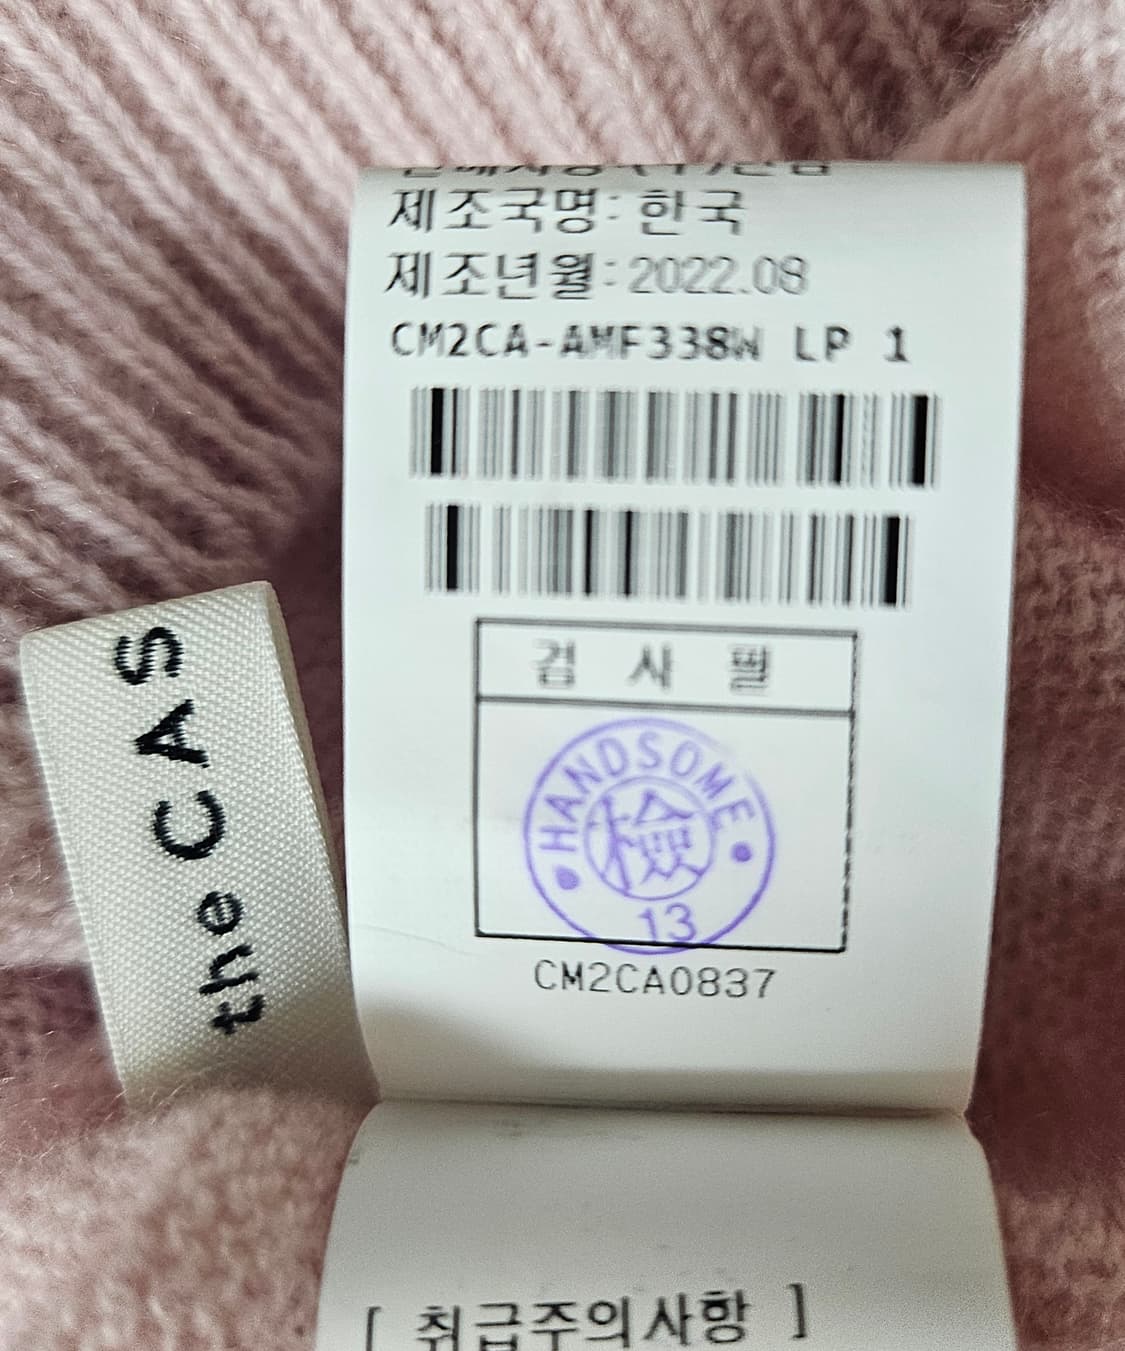 제조국명: 한국
제조년월: 2022.08
CM2CA-AMF338W LP 1
검 사 필
HANDSOME
檢
13
CM2CA0837
the CAS
[ 취급주의사항 ]